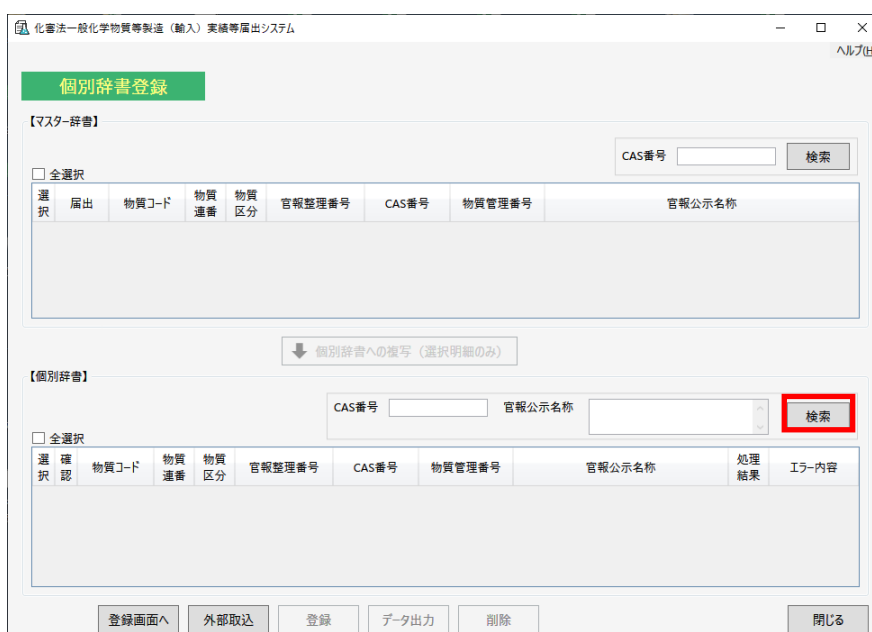 化審法一般化学物質等製造（輸入）実績等届出システム
ヘルプ(H
個別辞書登録
【マスター辞書】
CAS番号 検索
全選択
選択 届出 物質コード 物質連番 物質区分 官報整理番号 CAS番号 物質管理番号 官報公示名称
個別辞書への複写（選択明細のみ）
【個別辞書】
CAS番号 官報公示名称 検索
全選択
選択 確認 物質コード 物質連番 物質区分 官報整理番号 CAS番号 物質管理番号 官報公示名称 処理結果 エラー内容
登録画面へ 外部取込 登録 データ出力 削除 閉じる